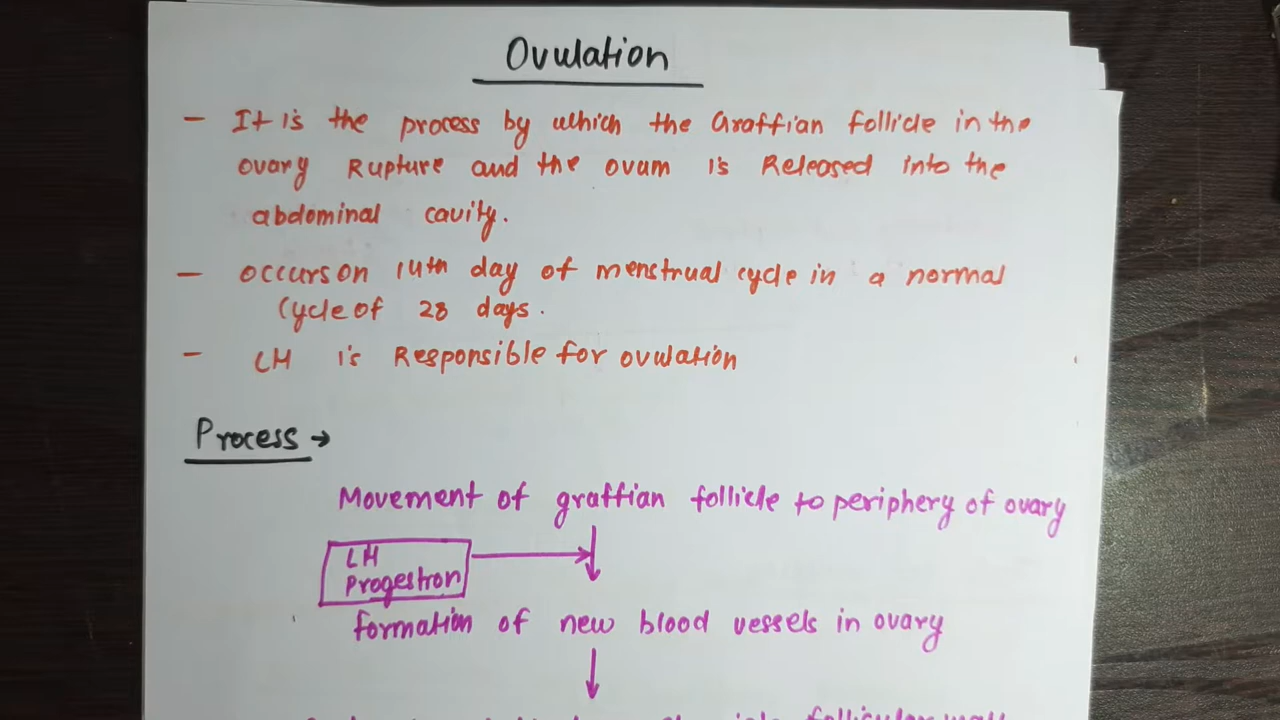 Ovulation
- It is the process by which the Graffian follicle in the
ovary Rupture and the ovum is Released into the
abdominal cavity.
- occurs on 14th day of menstrual cycle in a normal
Cycle of 28 days.
- LH is Responsible for ovulation
Process →
Movement of graffian follicle to periphery of ovary
LH
Progestron
formation of new blood vessels in ovary
follicular wall